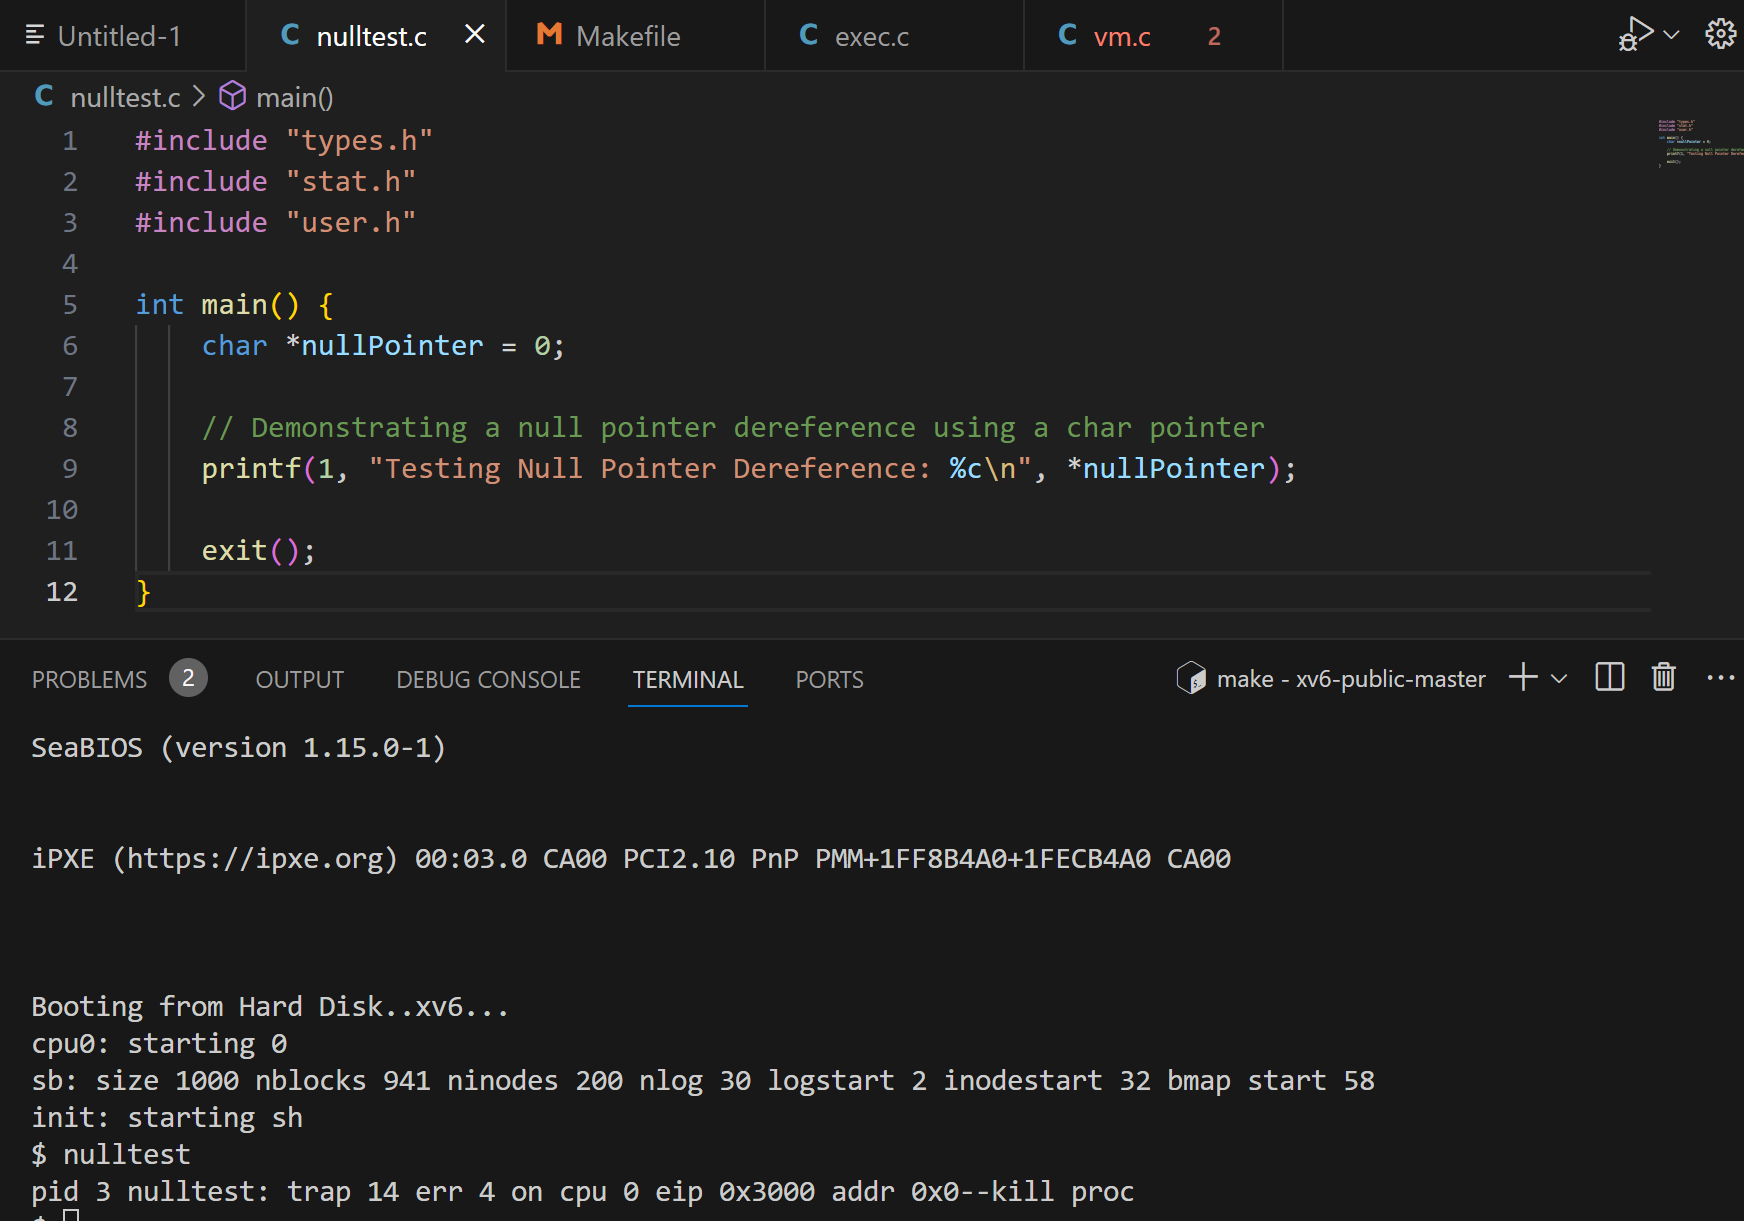 Untitled-1 C nulltest.c M Makefile C exec.c C vm.c 2
C nulltest.c > main()
1 #include "types.h"
2 #include "stat.h"
3 #include "user.h"
4
5 int main() {
6 char *nullPointer = 0;
7
8 // Demonstrating a null pointer dereference using a char pointer
9 printf(1, "Testing Null Pointer Dereference: %c\n", *nullPointer);
10
11 exit();
12 }
PROBLEMS 2 OUTPUT DEBUG CONSOLE TERMINAL PORTS make - xv6-public-master
SeaBIOS (version 1.15.0-1)
iPXE (https://ipxe.org) 00:03.0 CA00 PCI2.10 PnP PMM+1FF8B4A0+1FECB4A0 CA00
Booting from Hard Disk..xv6...
cpu0: starting 0
sb: size 1000 nblocks 941 ninodes 200 nlog 30 logstart 2 inodestart 32 bmap start 58
init: starting sh
$ nulltest
pid 3 nulltest: trap 14 err 4 on cpu 0 eip 0x3000 addr 0x0--kill proc
$